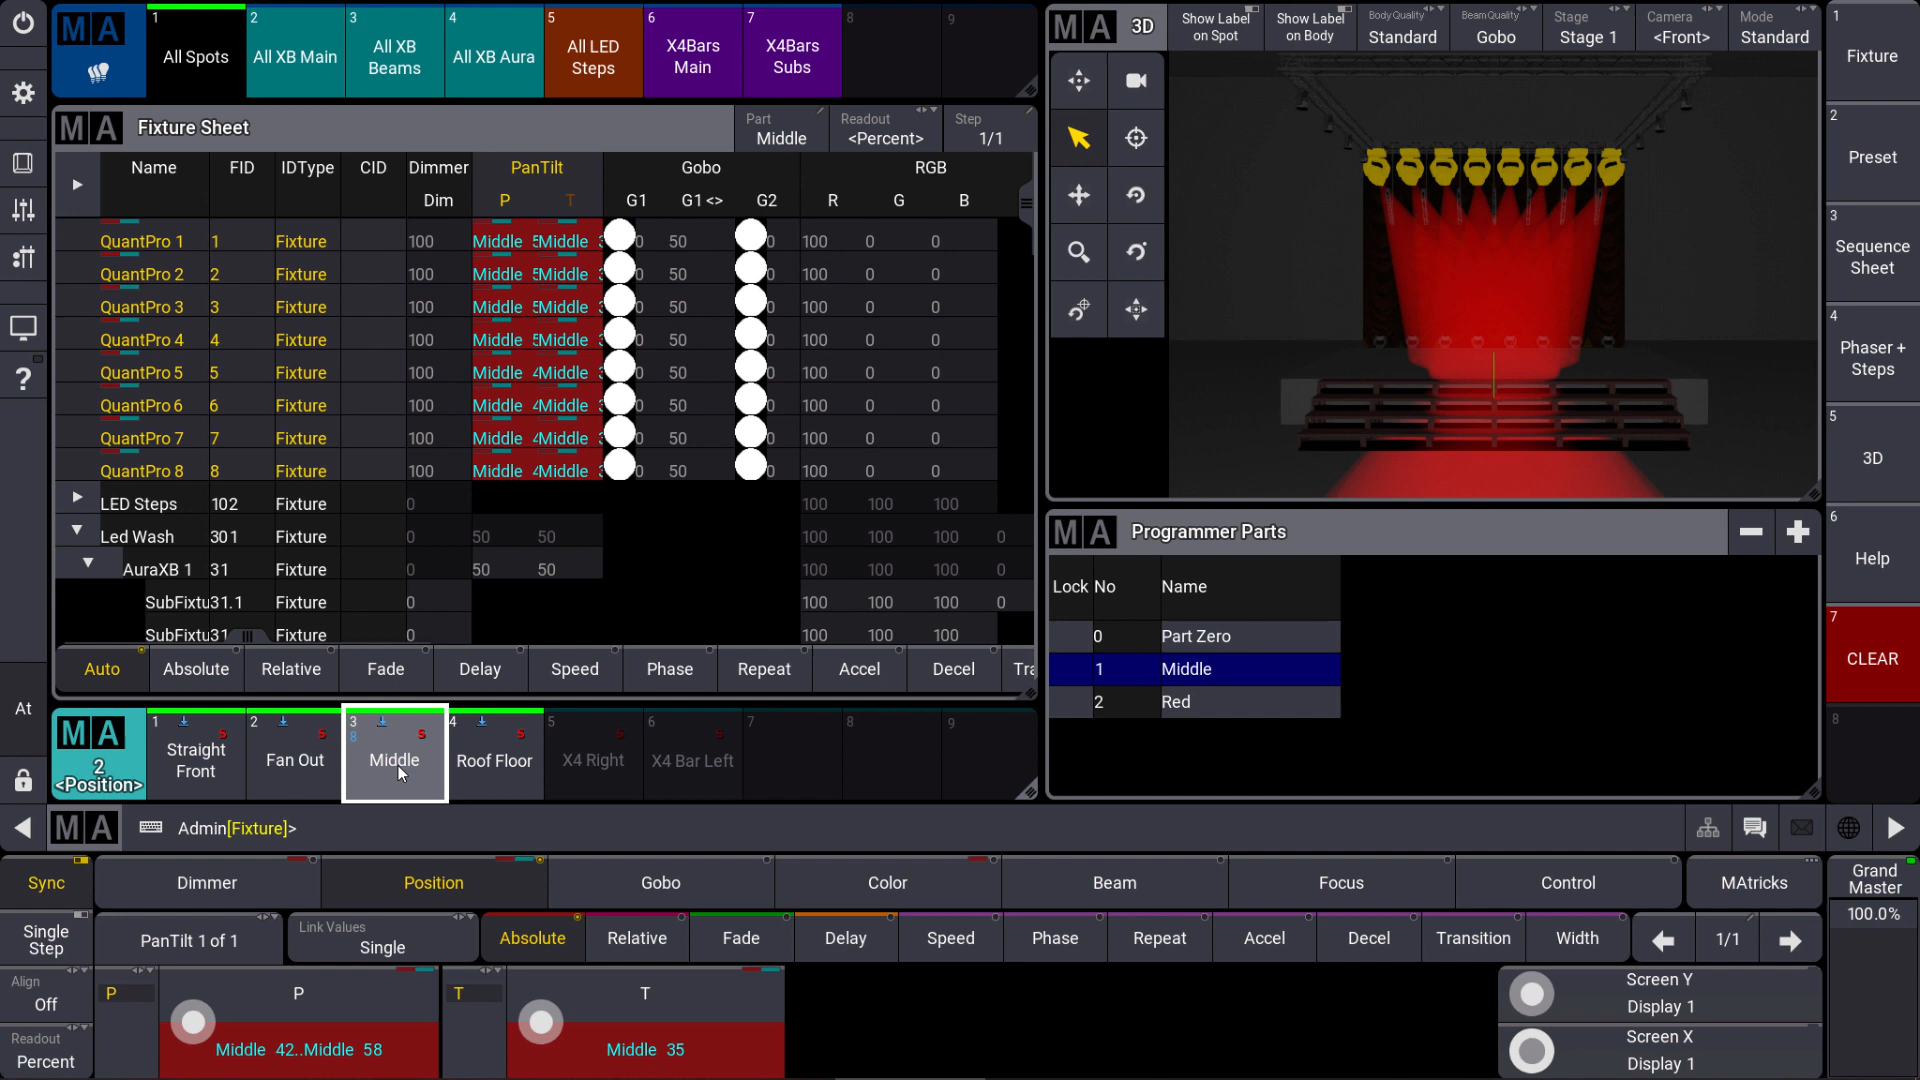 1 All Spots
2 All XB Main
3 All XB Beams
4 All XB Aura
5 All LED Steps
6 X4Bars Main
7 X4Bars Subs
8
9
MA
MA Fixture Sheet
Part Middle
Readout <Percent>
Step 1/1
Name FID IDType CID Dimmer PanTilt Gobo RGB
Dim P T G1 G1<> G2 R G B
QuantPro 1 1 Fixture 100 Middle Middle 50 100 0 0
QuantPro 2 2 Fixture 100 Middle Middle 50 100 0 0
QuantPro 3 3 Fixture 100 Middle Middle 50 100 0 0
QuantPro 4 4 Fixture 100 Middle Middle 50 100 0 0
QuantPro 5 5 Fixture 100 Middle Middle 50 100 0 0
QuantPro 6 6 Fixture 100 Middle Middle 50 100 0 0
QuantPro 7 7 Fixture 100 Middle Middle 50 100 0 0
QuantPro 8 8 Fixture 100 Middle Middle 50 100 0 0
LED Steps 102 Fixture 0 100 100 100
Led Wash 301 Fixture 0 50 50 100 100 100 0
AuraXB 1 31 Fixture 0 50 50 100 100 100 0
SubFixtu 31.1 Fixture 0 100 100 100 0
SubFixtu 31 Fixture 0 100 100 100
Auto Absolute Relative Fade Delay Speed Phase Repeat Accel Decel Tra
MA 2 <Position>
1 S Straight Front
2 S Fan Out
3 8 S Middle
4 S Roof Floor
5 S X4 Right
6 S X4 Bar Left
7
8
9
MA 3D
Show Label on Spot
Show Label on Body
Body Quality Standard
Beam Quality Gobo
Stage Stage 1
Camera <Front>
Mode Standard
MA Programmer Parts
Lock No Name
0 Part Zero
1 Middle
2 Red
1 Fixture
2 Preset
3 Sequence Sheet
4 Phaser + Steps
5 3D
6 Help
7 CLEAR
8
?
At
MA Admin[Fixture]>
Sync Dimmer Position Gobo Color Beam Focus Control MAtricks
Grand Master
100.0%
Single Step
PanTilt 1 of 1
Link Values Single
Absolute Relative Fade Delay Speed Phase Repeat Accel Decel Transition Width 1/1
Align Off
Readout Percent
P P
Middle 42..Middle 58
T T
Middle 35
Screen Y
Display 1
Screen X
Display 1